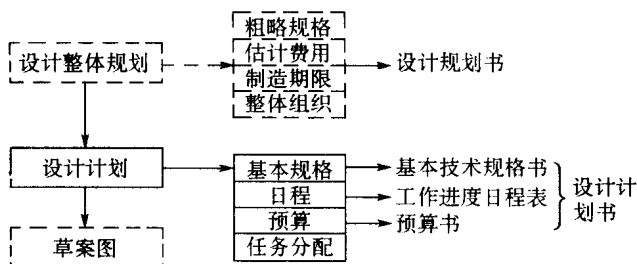 粗略规格
设计整体规划
估计费用
设计规划书
制造期限
整体组织
设计计划
基本规格
基本技术规格书
日程
工作进度日程表
设计计
划书
预算
预算书
草案图
任务分配